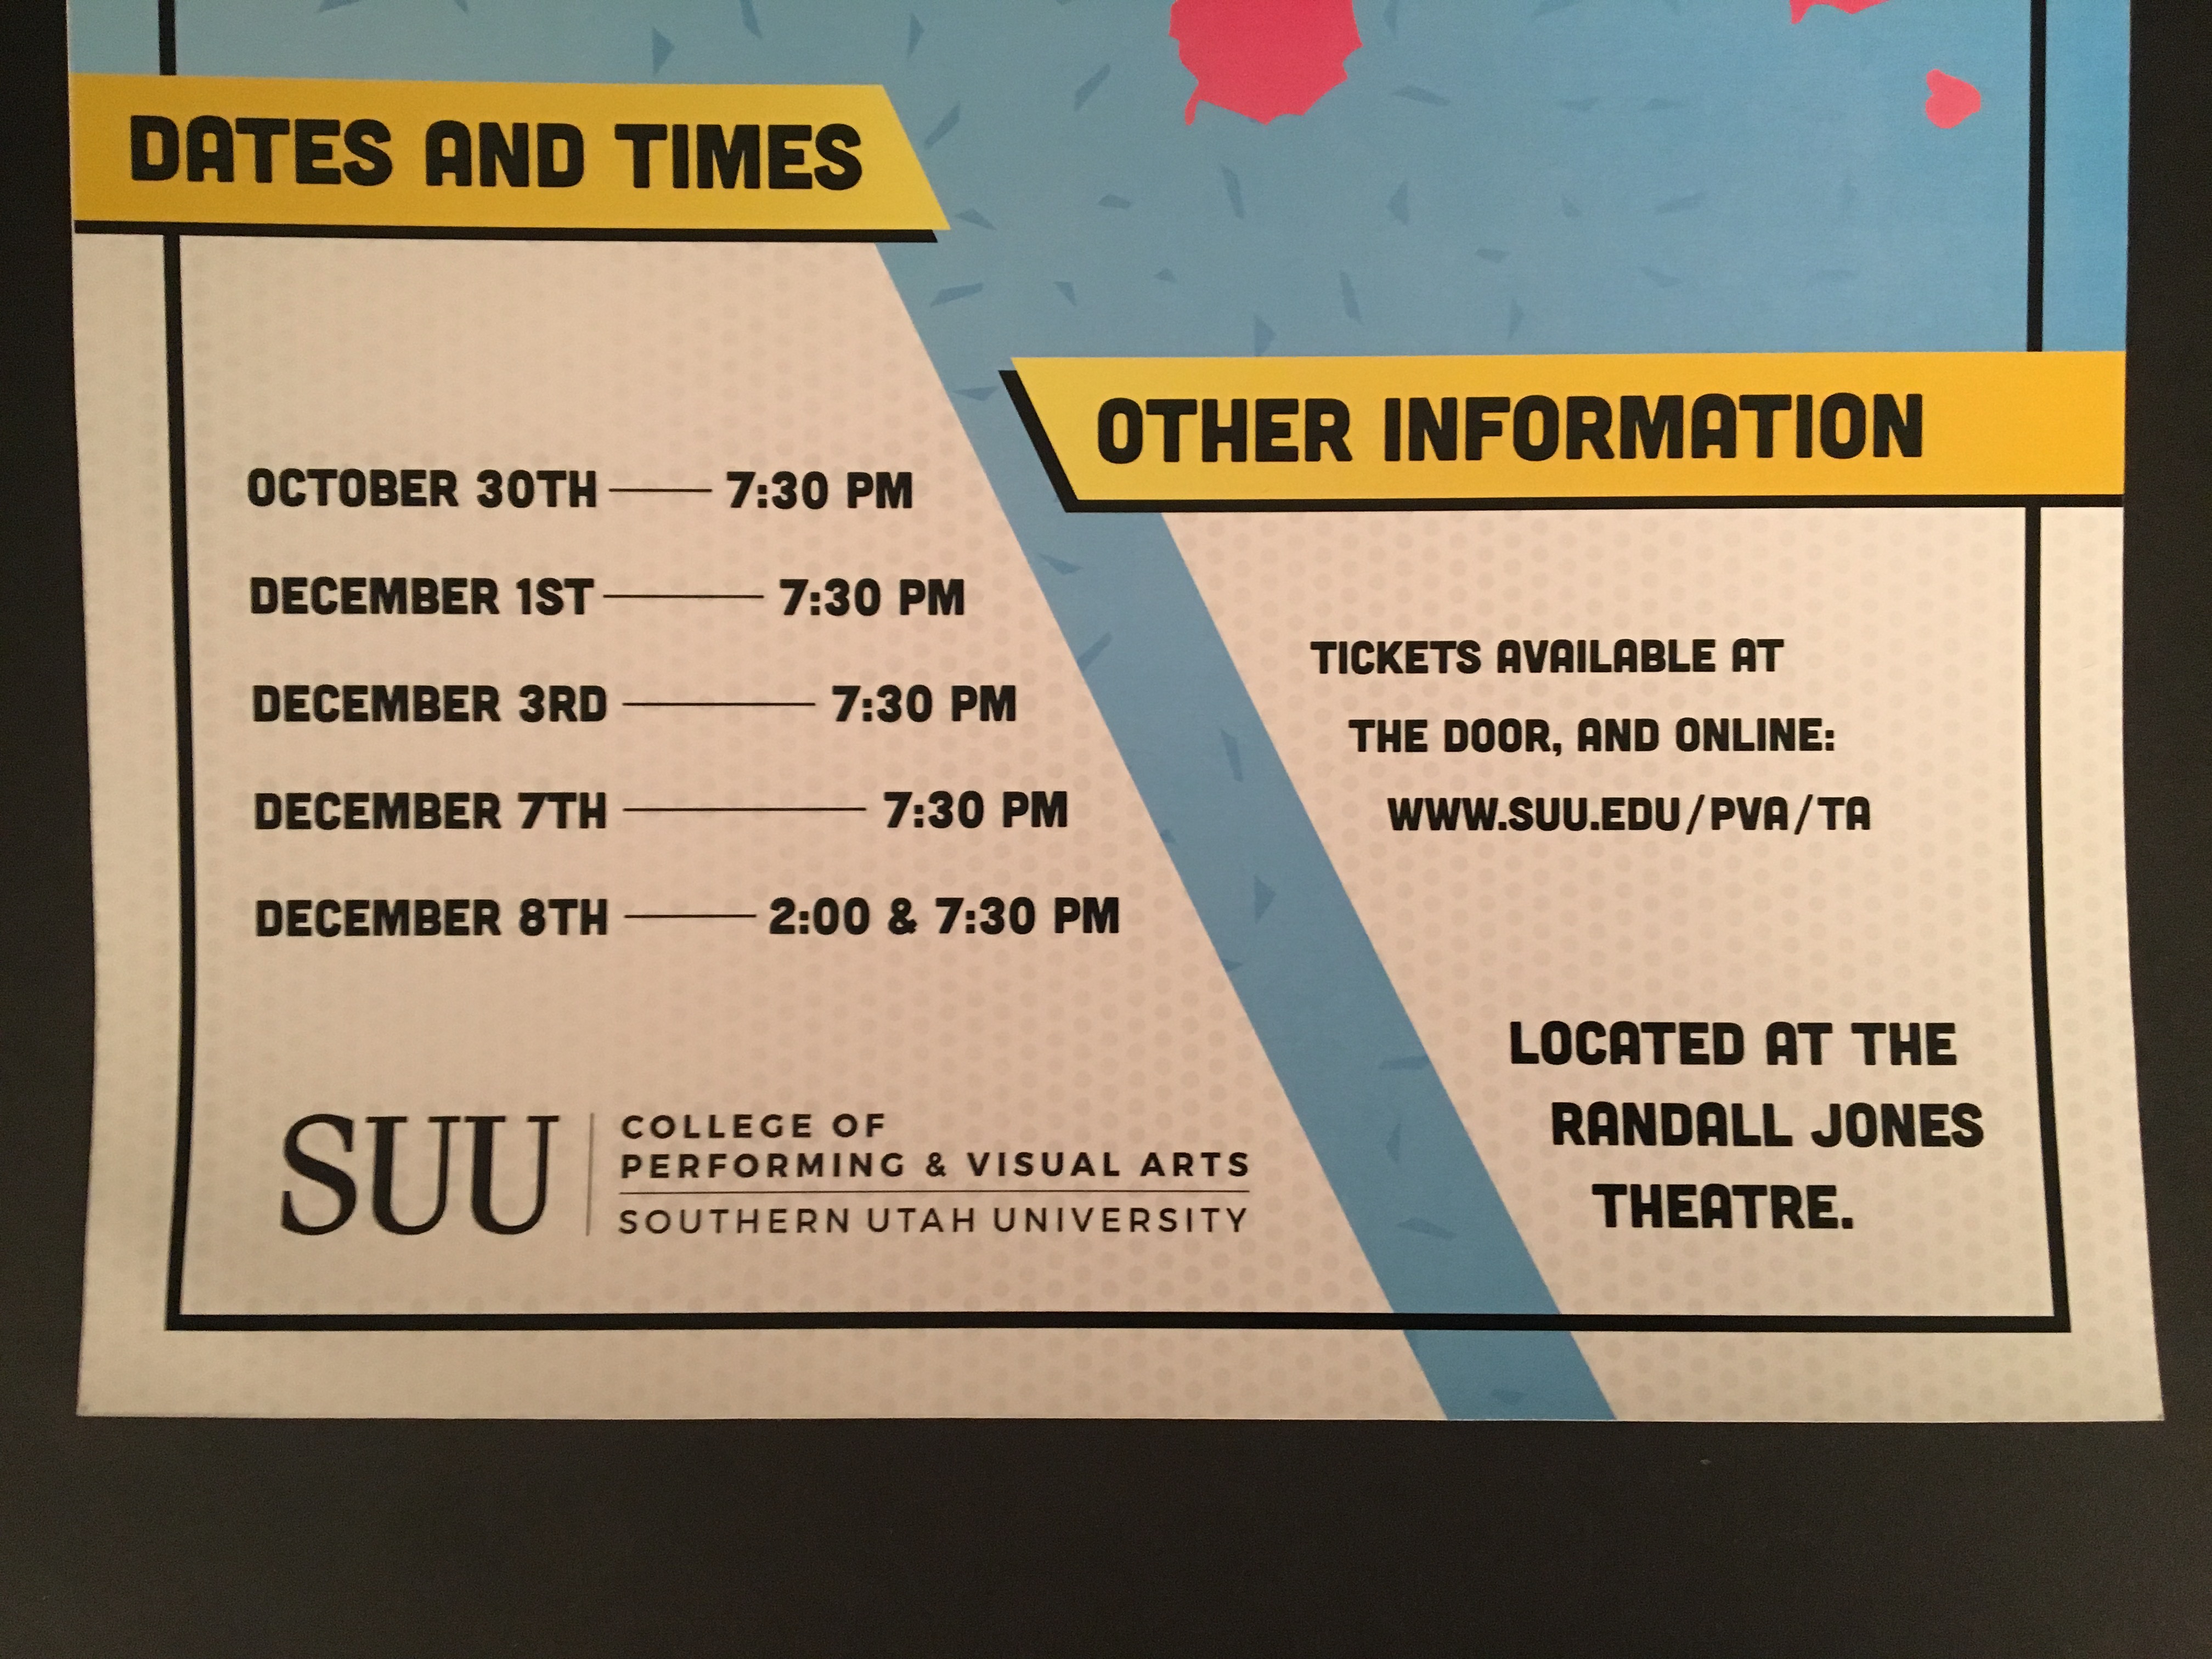 DATES AND TIMES
OCTOBER 30TH 7:30 PM
DECEMBER 1ST 7:30 PM
DECEMBER 3RD 7:30 PM
DECEMBER 7TH 7:30 PM
DECEMBER 8TH 2:00 & 7:30 PM
SUU
COLLEGE OF
PERFORMING & VISUAL ARTS
SOUTHERN UTAH UNIVERSITY
OTHER INFORMATION
TICKETS AVAILABLE AT
THE DOOR, AND ONLINE:
WWW.SUU.EDU/PVA/TA
LOCATED AT THE
RANDALL JONES
THEATRE.